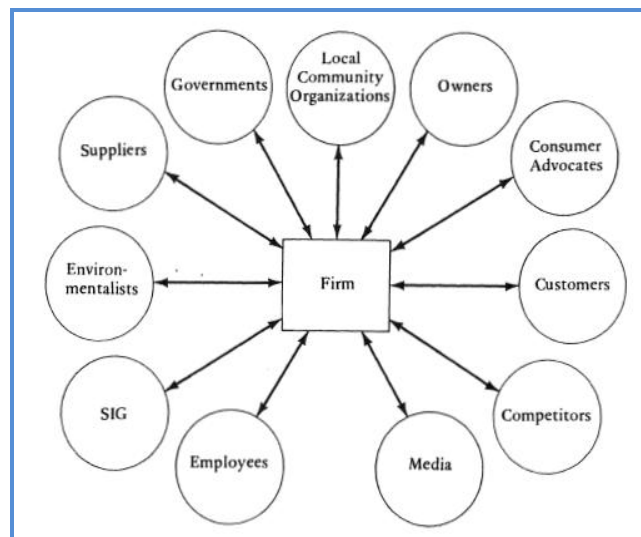 Governments
Local
Community
Organizations
Owners
Suppliers
Consumer
Advocates
Environ-
mentalists
Firm
Customers
SIG
Employees
Media
Competitors